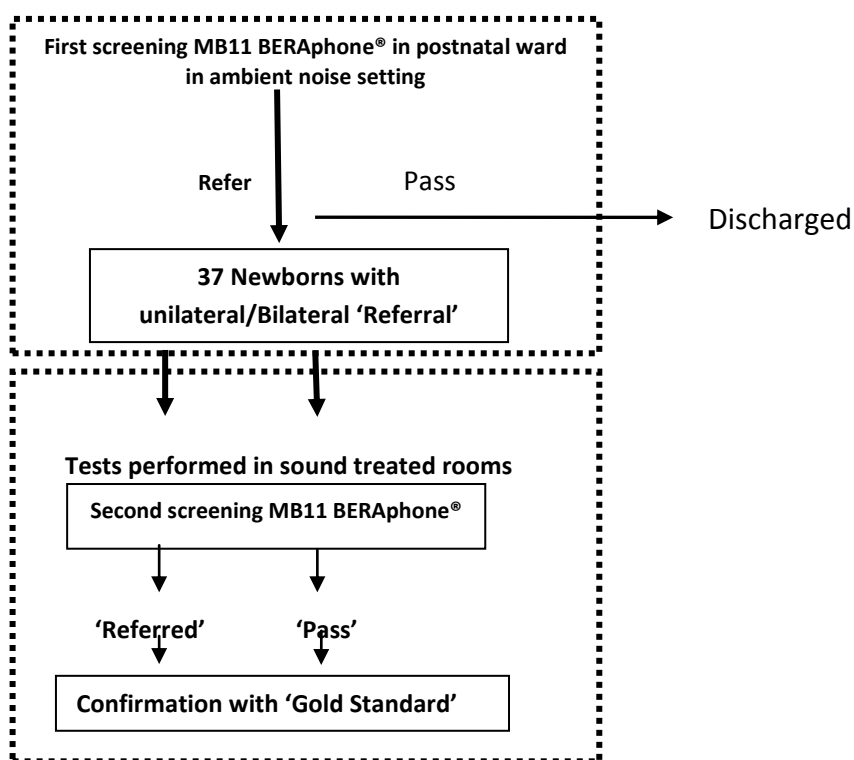 First screening MB11 BERAphone® in postnatal ward
in ambient noise setting
Refer
Pass
Discharged
37 Newborns with
unilateral/Bilateral ‘Referral’
Tests performed in sound treated rooms
Second screening MB11 BERAphone®
‘Referred’
‘Pass’
Confirmation with ‘Gold Standard’